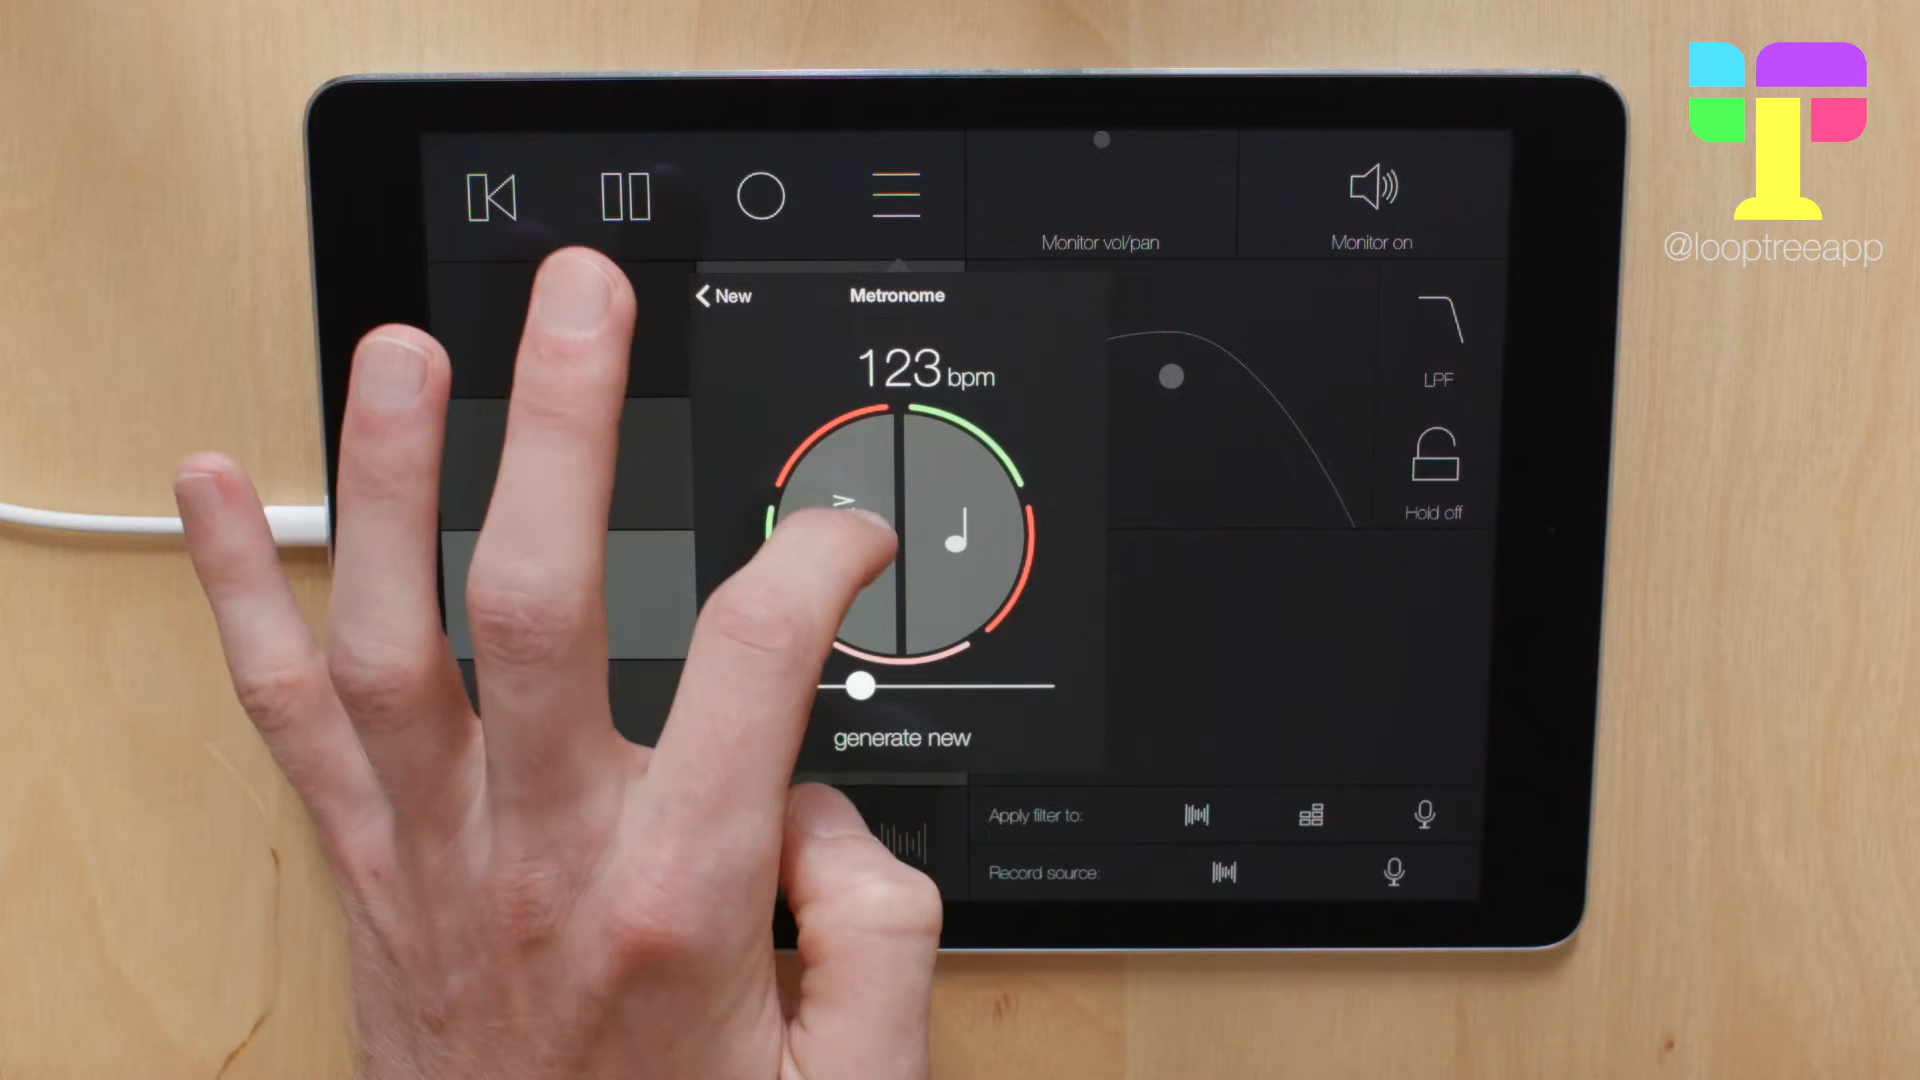 @looptreeapp
Monitor vol/pan
Monitor on
New
Metronome
123 bpm
LPF
Hold off
generate new
Apply filter to:
Record source: